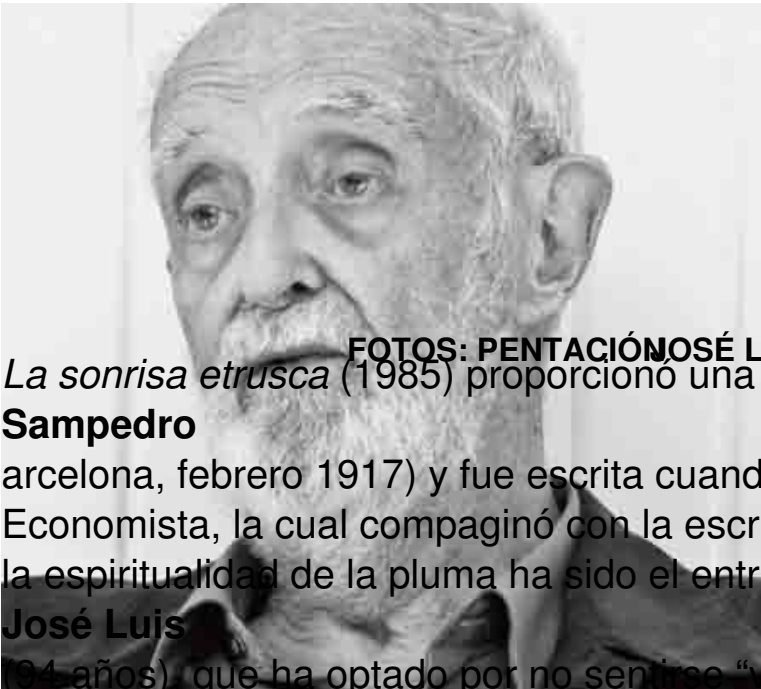 FOTOS: PENTACIÓNJOSÉ L
La sonrisa etrusca (1985) proporcionó una
Sampedro
arcelona, febrero 1917) y fue escrita cuand
Economista, la cual compaginó con la escr
la espiritualidad de la pluma ha sido el entr
José Luis
(94 años), que ha optado por no sentirse “v